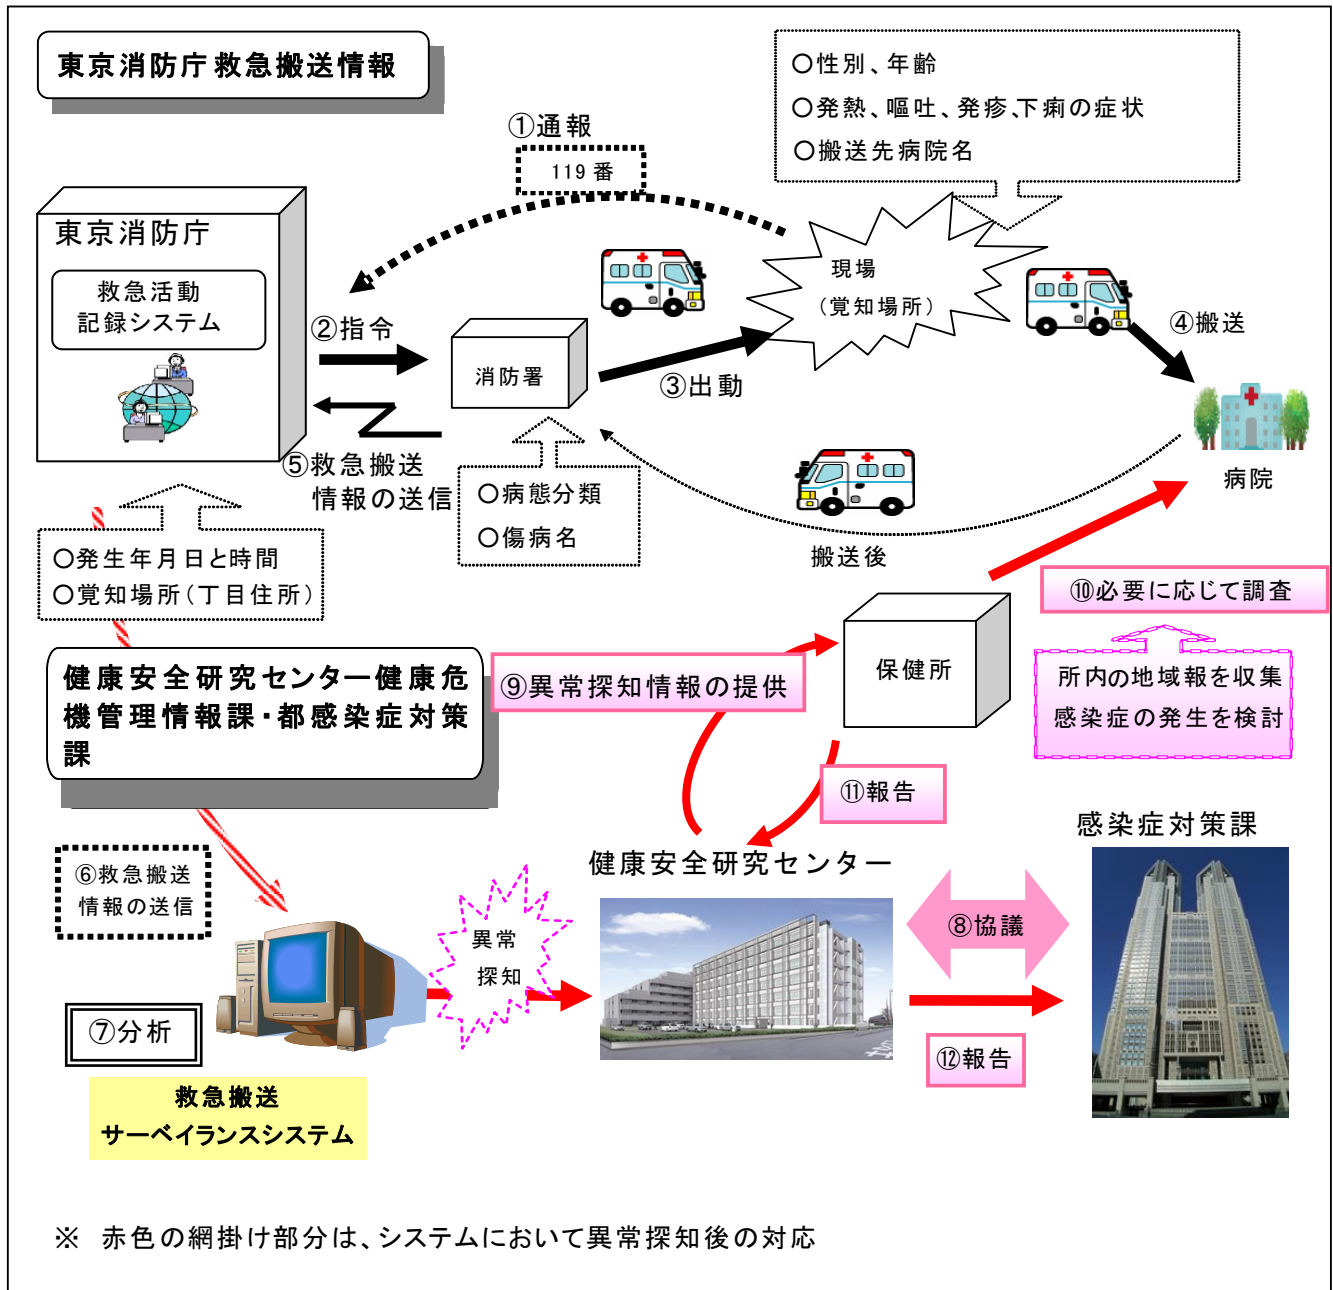 東京消防庁救急搬送情報
○性別、年齢
○発熱、嘔吐、発疹、下痢の症状
○搬送先病院名
①通報
119番
東京消防庁
救急活動
記録システム
②指令
消防署
③出動
現場
(覚知場所)
④搬送
病院
⑤救急搬送
情報の送信
○病態分類
○傷病名
搬送後
○発生年月日と時間
○覚知場所(丁目住所)
⑩必要に応じて調査
保健所
所内の地域報を収集
感染症の発生を検討
健康安全研究センター健康危
機管理情報課・都感染症対策
課
⑨異常探知情報の提供
⑪報告
感染症対策課
健康安全研究センター
⑥救急搬送
情報の送信
異常
探知
⑧協議
⑦分析
⑫報告
救急搬送
サーベイランスシステム
※ 赤色の網掛け部分は、システムにおいて異常探知後の対応